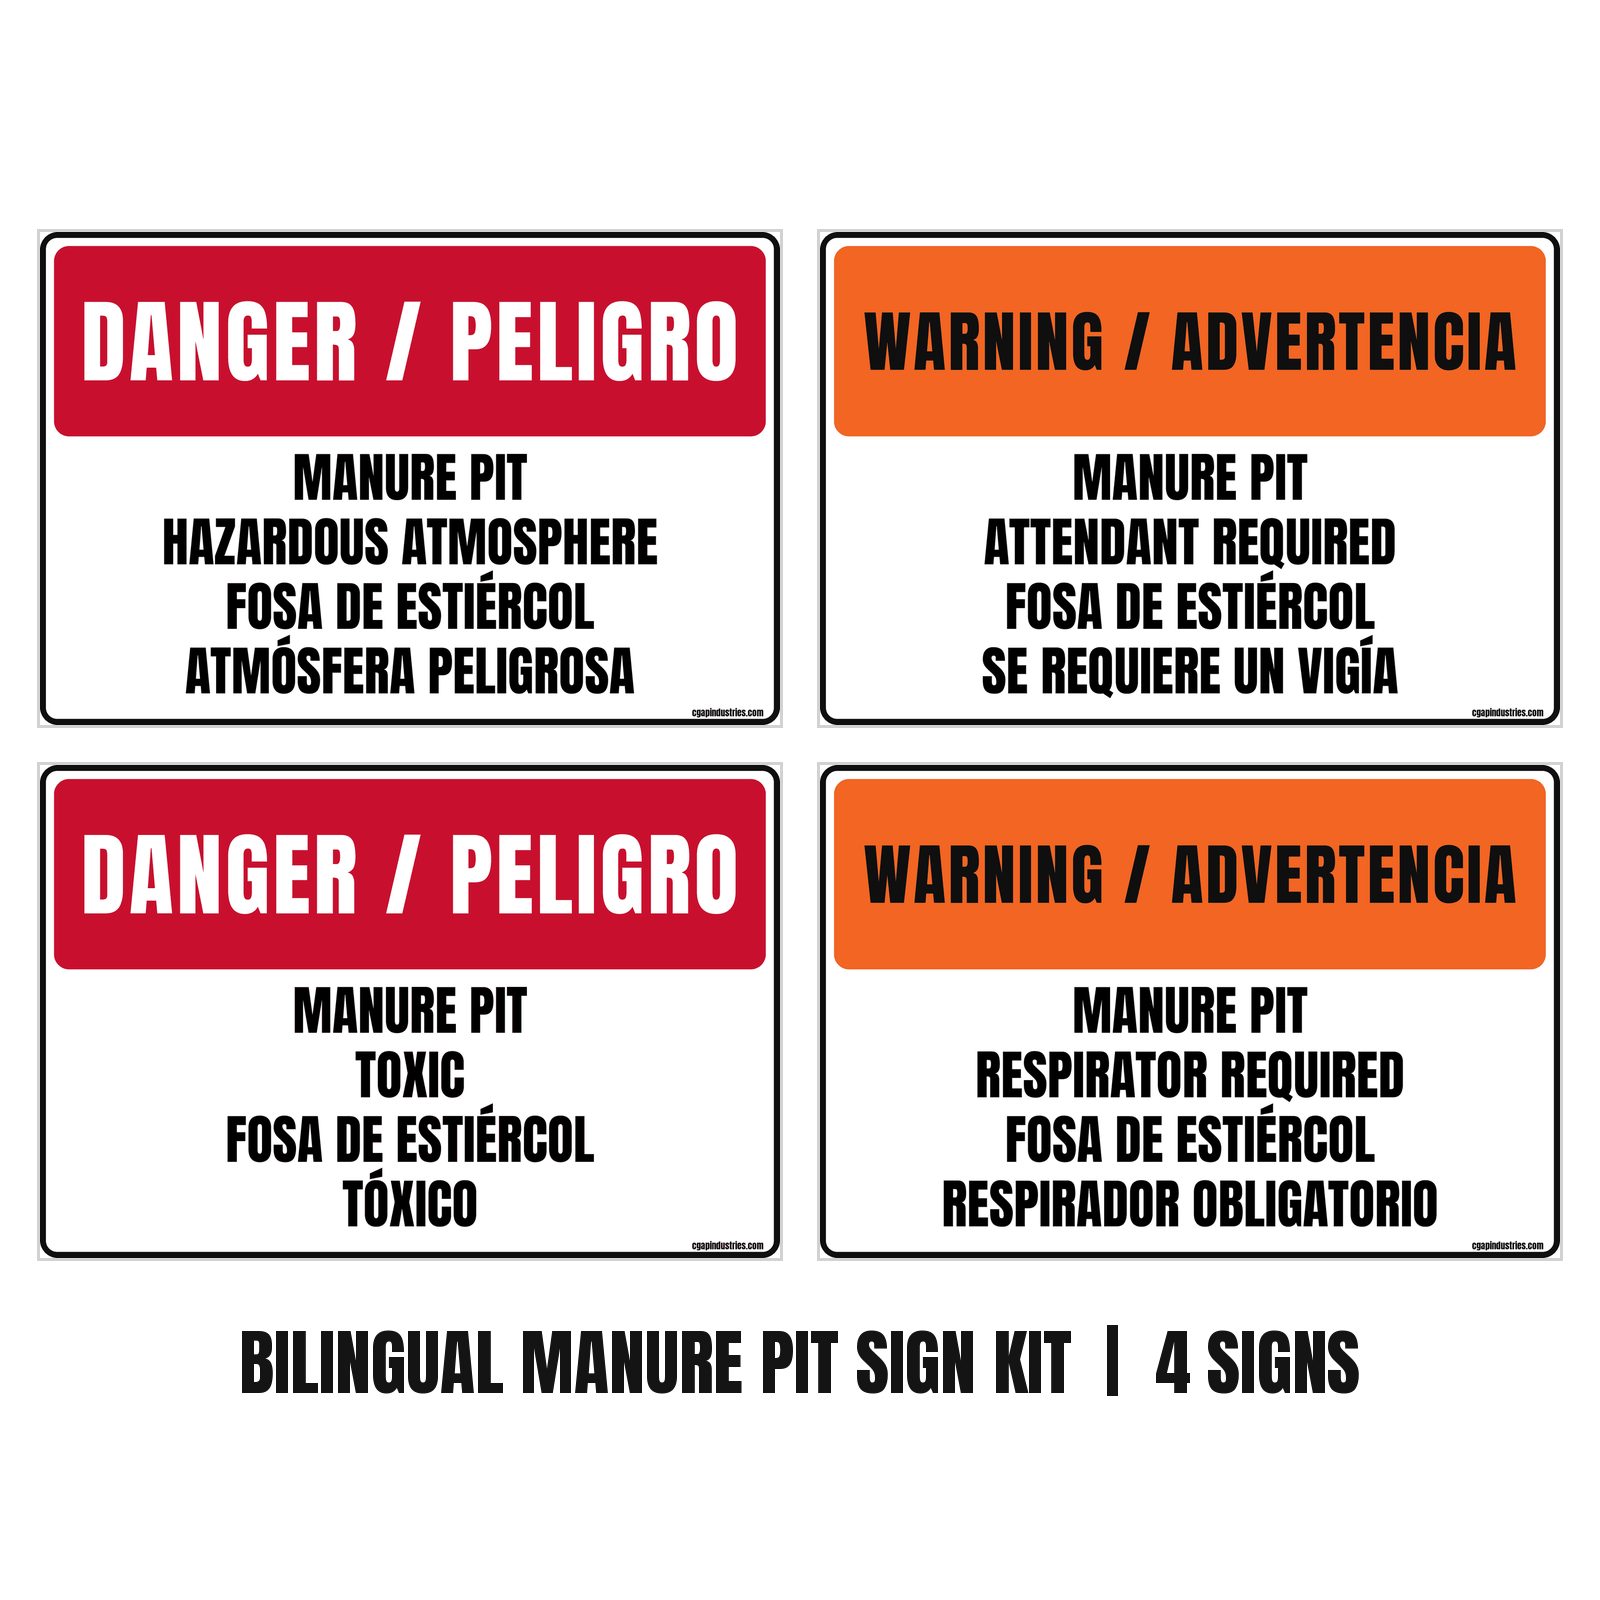 DANGER / PELIGRO
MANURE PIT
HAZARDOUS ATMOSPHERE
FOSA DE ESTIÉRCOL
ATMÓSFERA PELIGROSA
cgapindustries.com
WARNING / ADVERTENCIA
MANURE PIT
ATTENDANT REQUIRED
FOSA DE ESTIÉRCOL
SE REQUIERE UN VIGÍA
cgapindustries.com
DANGER / PELIGRO
MANURE PIT
TOXIC
FOSA DE ESTIÉRCOL
TÓXICO
cgapindustries.com
WARNING / ADVERTENCIA
MANURE PIT
RESPIRATOR REQUIRED
FOSA DE ESTIÉRCOL
RESPIRADOR OBLIGATORIO
cgapindustries.com
BILINGUAL MANURE PIT SIGN KIT | 4 SIGNS